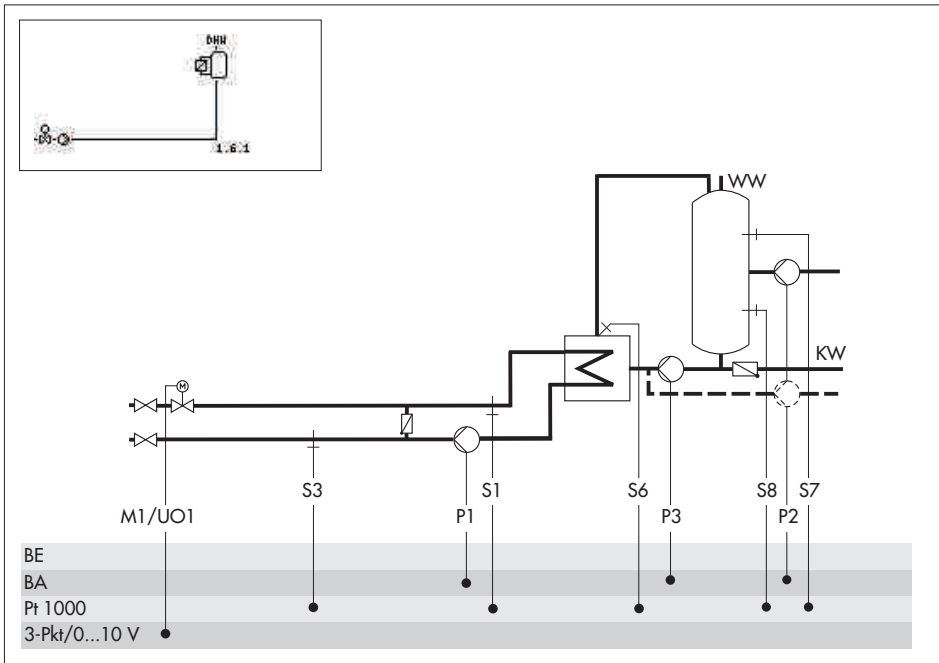 DHW
1.6.1
WW
KW
S3 S1 S6 S8 S7
M1/UO1 P1 P3 P2
BE
BA
Pt 1000
3-Pkt/0...10 V
M